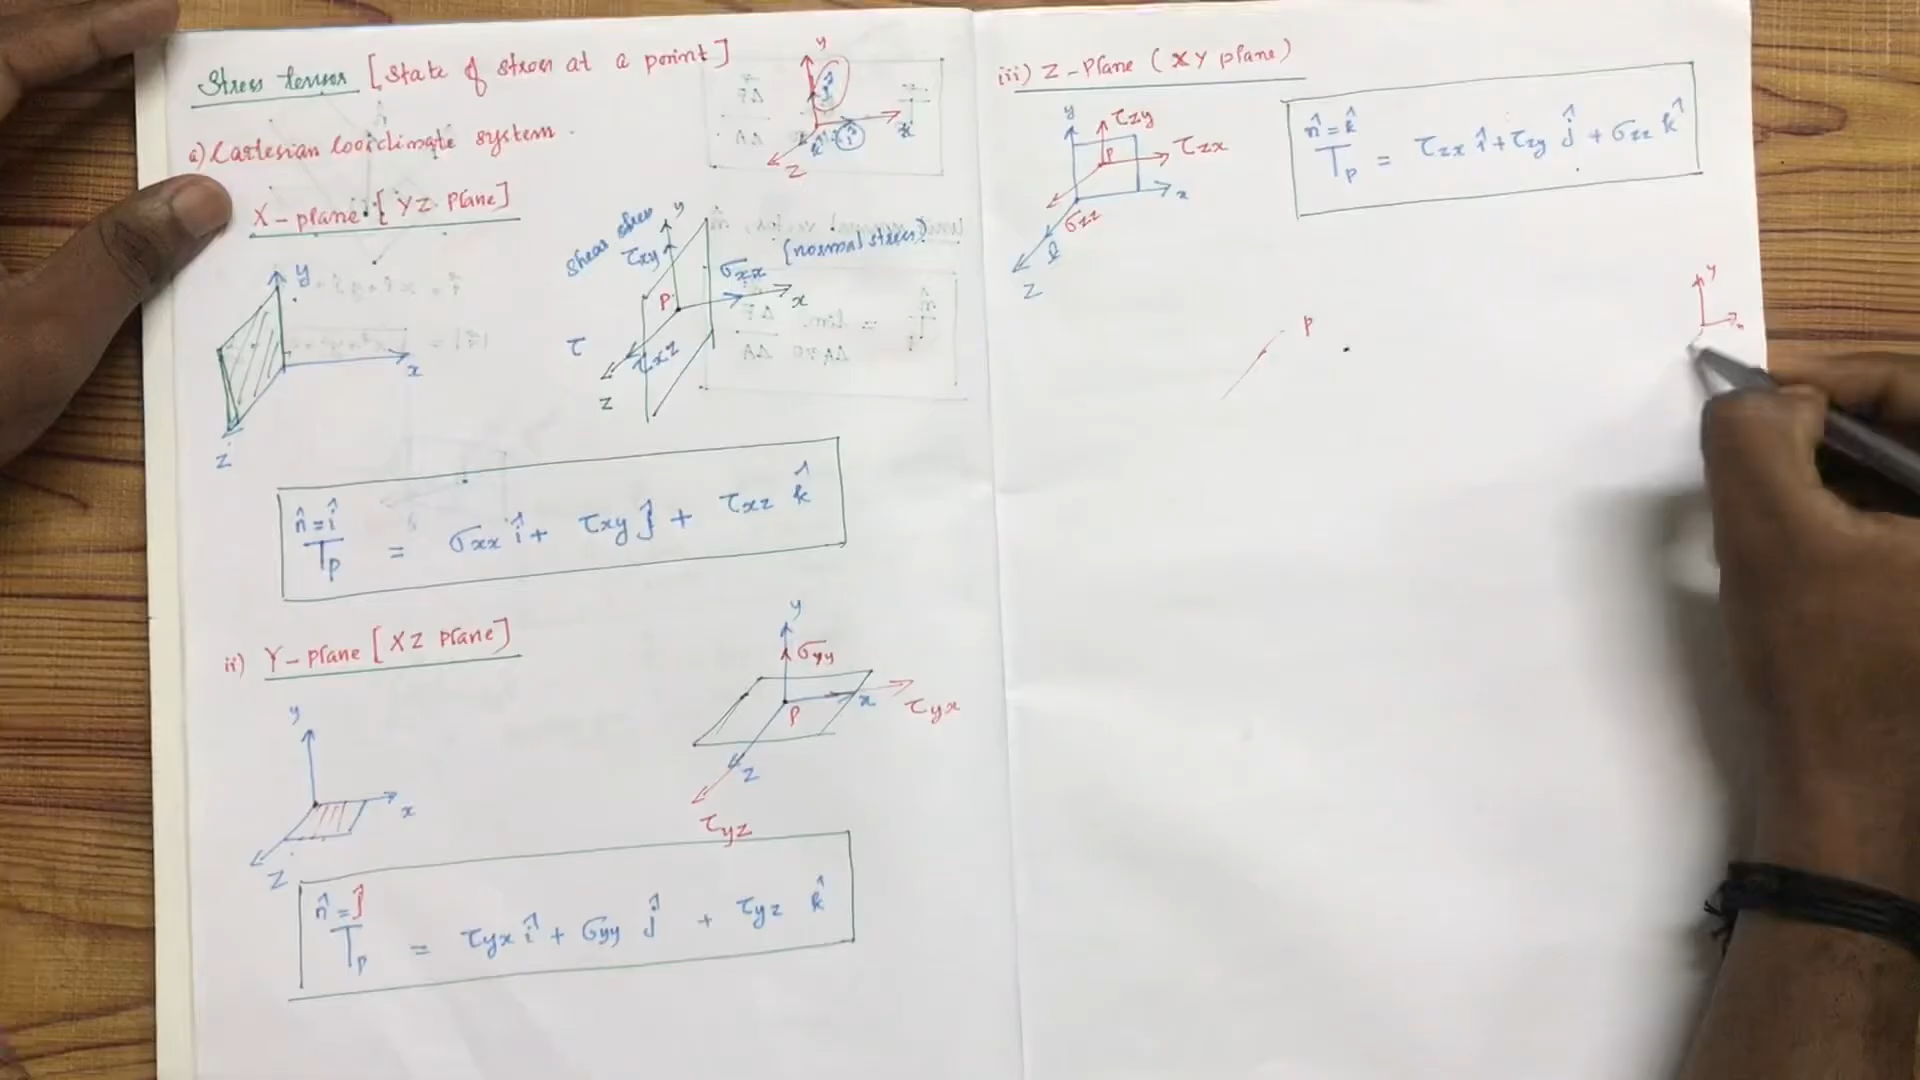 Stress tensor [State of stress at a point]
y
ĵ
î
x
k̂
z
a) Cartesian Coordinate system.
X-plane [YZ Plane]
y
x
z
shear stress
y
τxy
σxx
(normal stress)
x
P
τ
τxz
z
n̂=î
Tp = σxx î + τxy ĵ + τxz k̂
ii) Y-plane [XZ plane]
y
x
z
y
σyy
x
τyx
P
z
τyz
n̂=ĵ
Tp = τyx î + σyy ĵ + τyz k̂
iii) Z-Plane (XY plane)
y
τzy
τzx
P
x
σzz
z
n̂=k̂
Tp = τzx î + τzy ĵ + σzz k̂
P
y
x